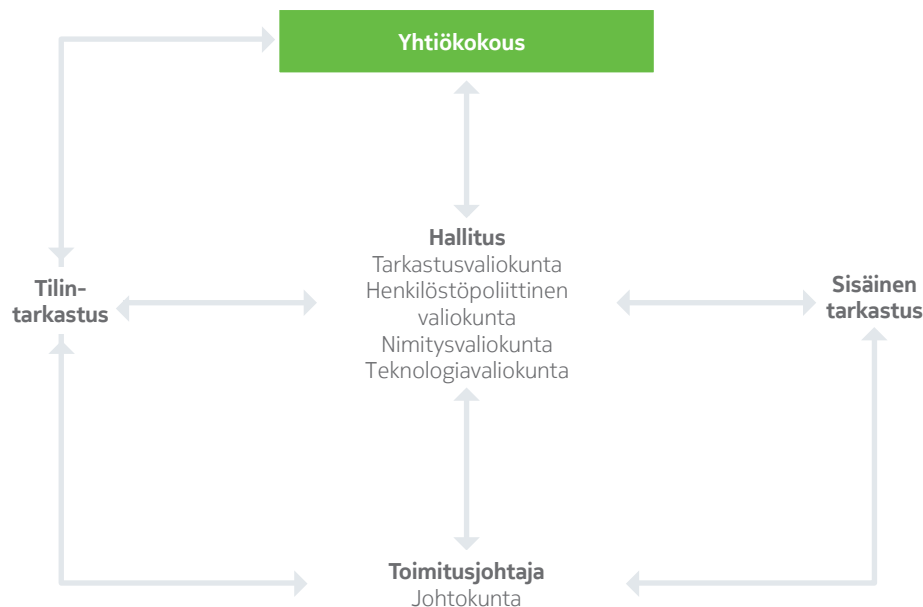 Yhtiökokous
Hallitus
Tarkastusvaliokunta
Henkilöstöpoliittinen
valiokunta
Nimitysvaliokunta
Teknologiavaliokunta
Tilin-
tarkastus
Sisäinen
tarkastus
Toimitusjohtaja
Johtokunta